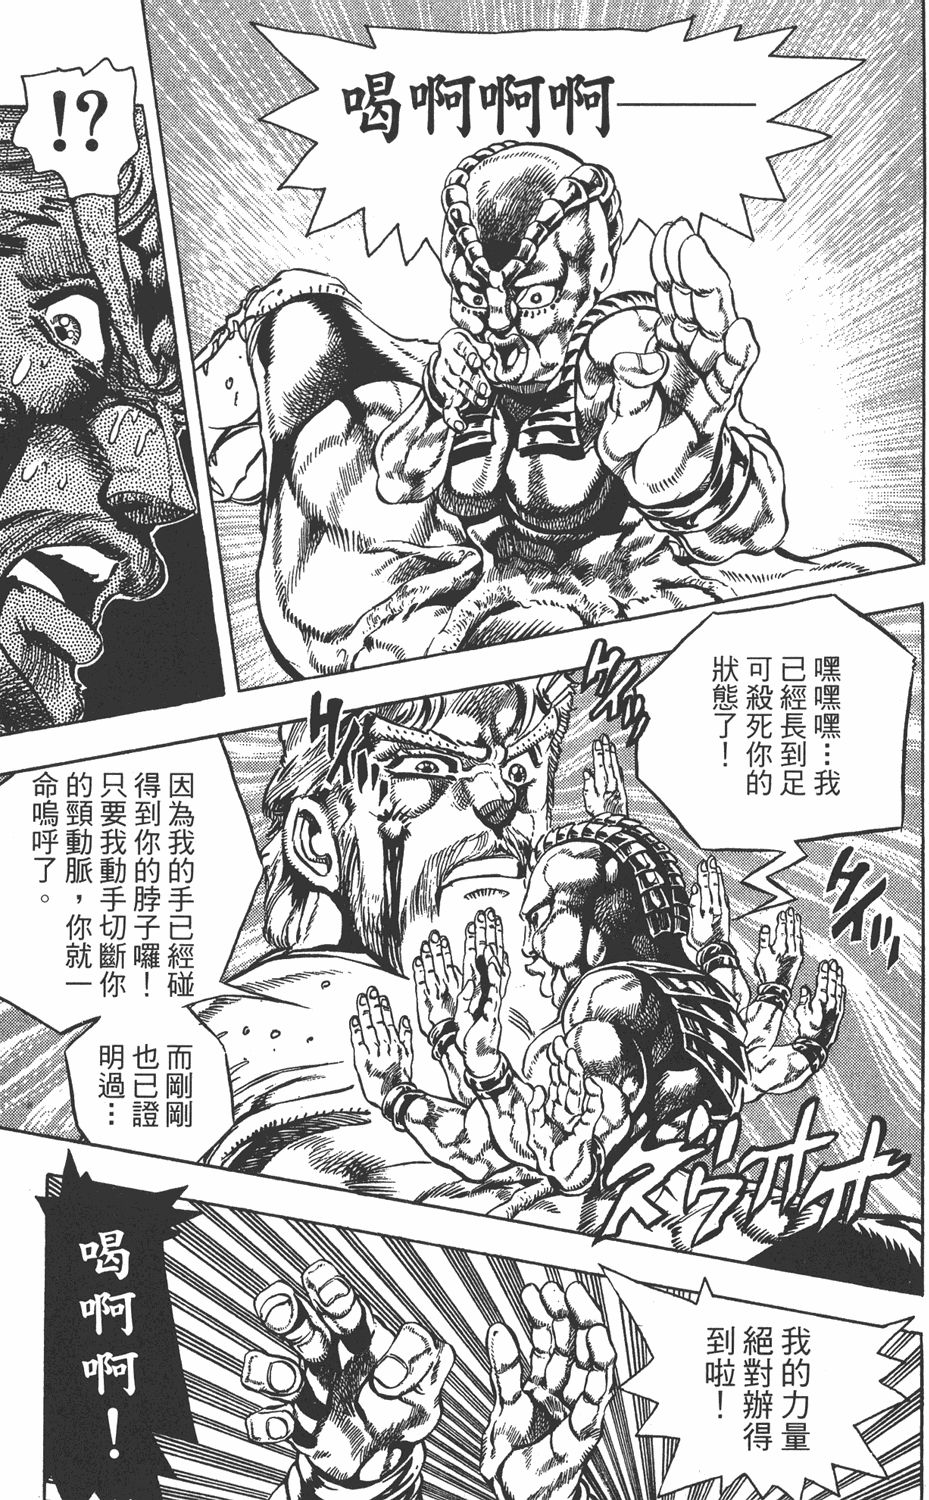 喝啊啊啊——
!?
嘿嘿嘿…我
已經長到足
可殺死你的
狀態了！
因為我的手已經碰
得到你的脖子囉！
只要我動手切斷你
的頸動脈，你就一
命嗚呼了。
而剛剛
也已證
明過…
ズヴオオ
我的力量
絕對辦得
到啦！
喝啊啊！